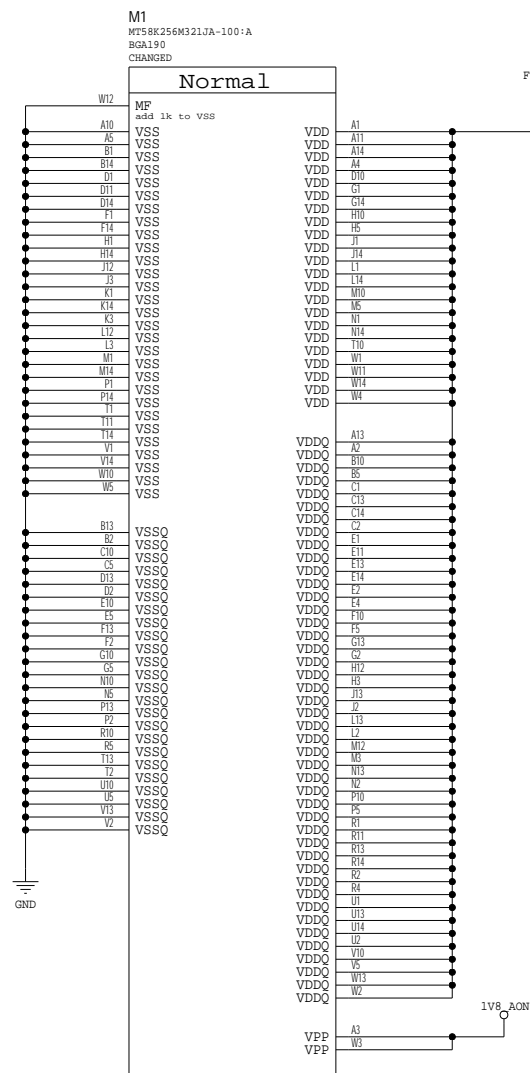 M1
MT58K256M321JA-100:A
BGA190
CHANGED
Normal
F
W12 MF
add 1k to VSS
A10 VSS
A5 VSS
B1 VSS
B14 VSS
D1 VSS
D11 VSS
D14 VSS
F1 VSS
F14 VSS
H1 VSS
H14 VSS
J12 VSS
J3 VSS
K1 VSS
K14 VSS
K3 VSS
L12 VSS
L3 VSS
M1 VSS
M14 VSS
P1 VSS
P14 VSS
T1 VSS
T11 VSS
T14 VSS
V1 VSS
V14 VSS
W10 VSS
W5 VSS
B13 VSSQ
B2 VSSQ
C10 VSSQ
C5 VSSQ
D13 VSSQ
D2 VSSQ
E10 VSSQ
E5 VSSQ
F13 VSSQ
F2 VSSQ
G10 VSSQ
G5 VSSQ
N10 VSSQ
N5 VSSQ
P13 VSSQ
P2 VSSQ
R10 VSSQ
R5 VSSQ
T13 VSSQ
T2 VSSQ
U10 VSSQ
U5 VSSQ
V13 VSSQ
V2 VSSQ
GND
VDD A1
VDD A11
VDD A14
VDD A4
VDD D10
VDD G1
VDD G14
VDD H10
VDD H5
VDD J1
VDD J14
VDD L1
VDD L14
VDD M10
VDD M5
VDD N1
VDD N14
VDD T10
VDD W1
VDD W11
VDD W14
VDD W4
VDDQ A13
VDDQ A2
VDDQ B10
VDDQ B5
VDDQ C1
VDDQ C13
VDDQ C14
VDDQ C2
VDDQ E1
VDDQ E11
VDDQ E13
VDDQ E14
VDDQ E2
VDDQ E4
VDDQ F10
VDDQ F5
VDDQ G13
VDDQ G2
VDDQ H12
VDDQ H3
VDDQ J13
VDDQ J2
VDDQ L13
VDDQ L2
VDDQ M12
VDDQ M3
VDDQ N13
VDDQ N2
VDDQ P10
VDDQ P5
VDDQ R1
VDDQ R11
VDDQ R13
VDDQ R14
VDDQ R2
VDDQ R4
VDDQ U1
VDDQ U13
VDDQ U14
VDDQ U2
VDDQ V10
VDDQ V5
VDDQ W13
VDDQ W2
1V8_AON
VPP A3
VPP W3